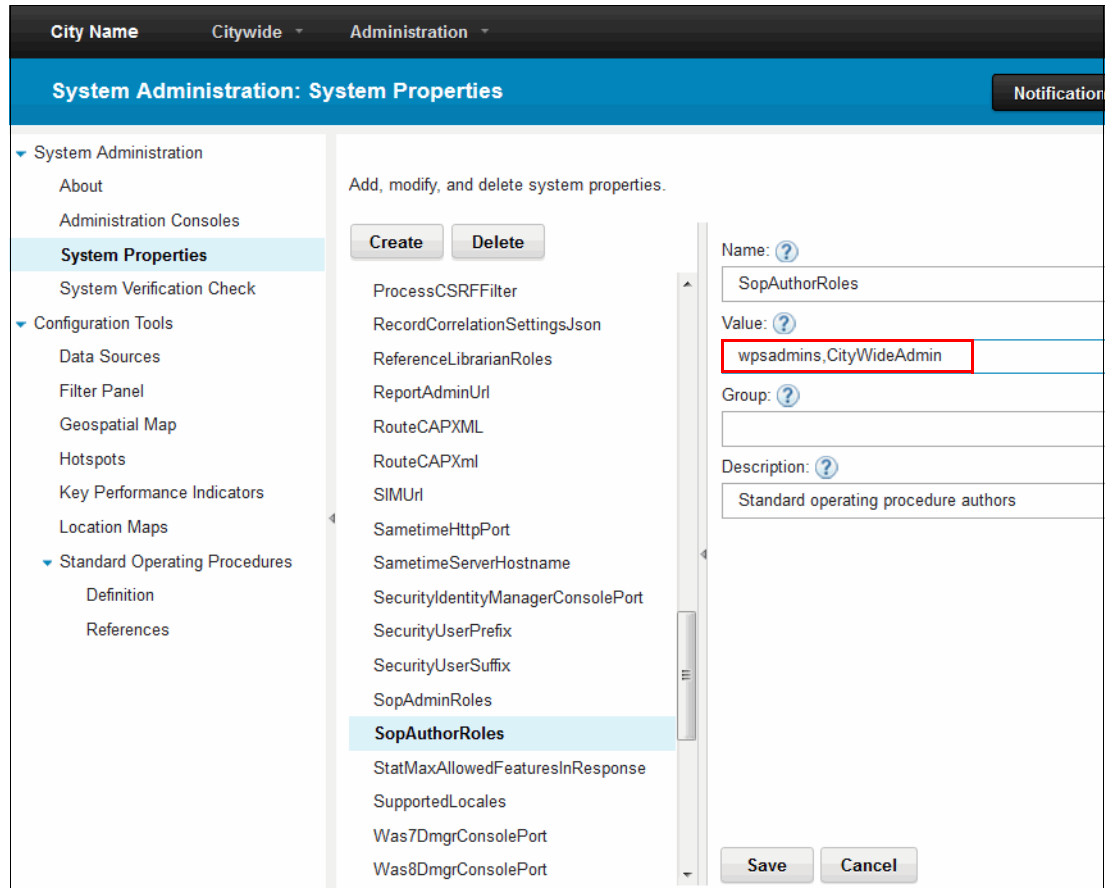 City Name Citywide Administration
System Administration: System Properties
Notification
System Administration
About
Administration Consoles
System Properties
System Verification Check
Configuration Tools
Data Sources
Filter Panel
Geospatial Map
Hotspots
Key Performance Indicators
Location Maps
Standard Operating Procedures
Definition
References
Add, modify, and delete system properties.
Create Delete
ProcessCSRFFilter
RecordCorrelationSettingsJson
ReferenceLibrarianRoles
ReportAdminUrl
RouteCAPXML
RouteCAPXml
SIMUrl
SametimeHttpPort
SametimeServerHostname
SecurityIdentityManagerConsolePort
SecurityUserPrefix
SecurityUserSuffix
SopAdminRoles
SopAuthorRoles
StatMaxAllowedFeaturesInResponse
SupportedLocales
Was7DmgrConsolePort
Was8DmgrConsolePort
Name: ?
SopAuthorRoles
Value: ?
wpsadmins,CityWideAdmin
Group: ?
Description: ?
Standard operating procedure authors
Save Cancel